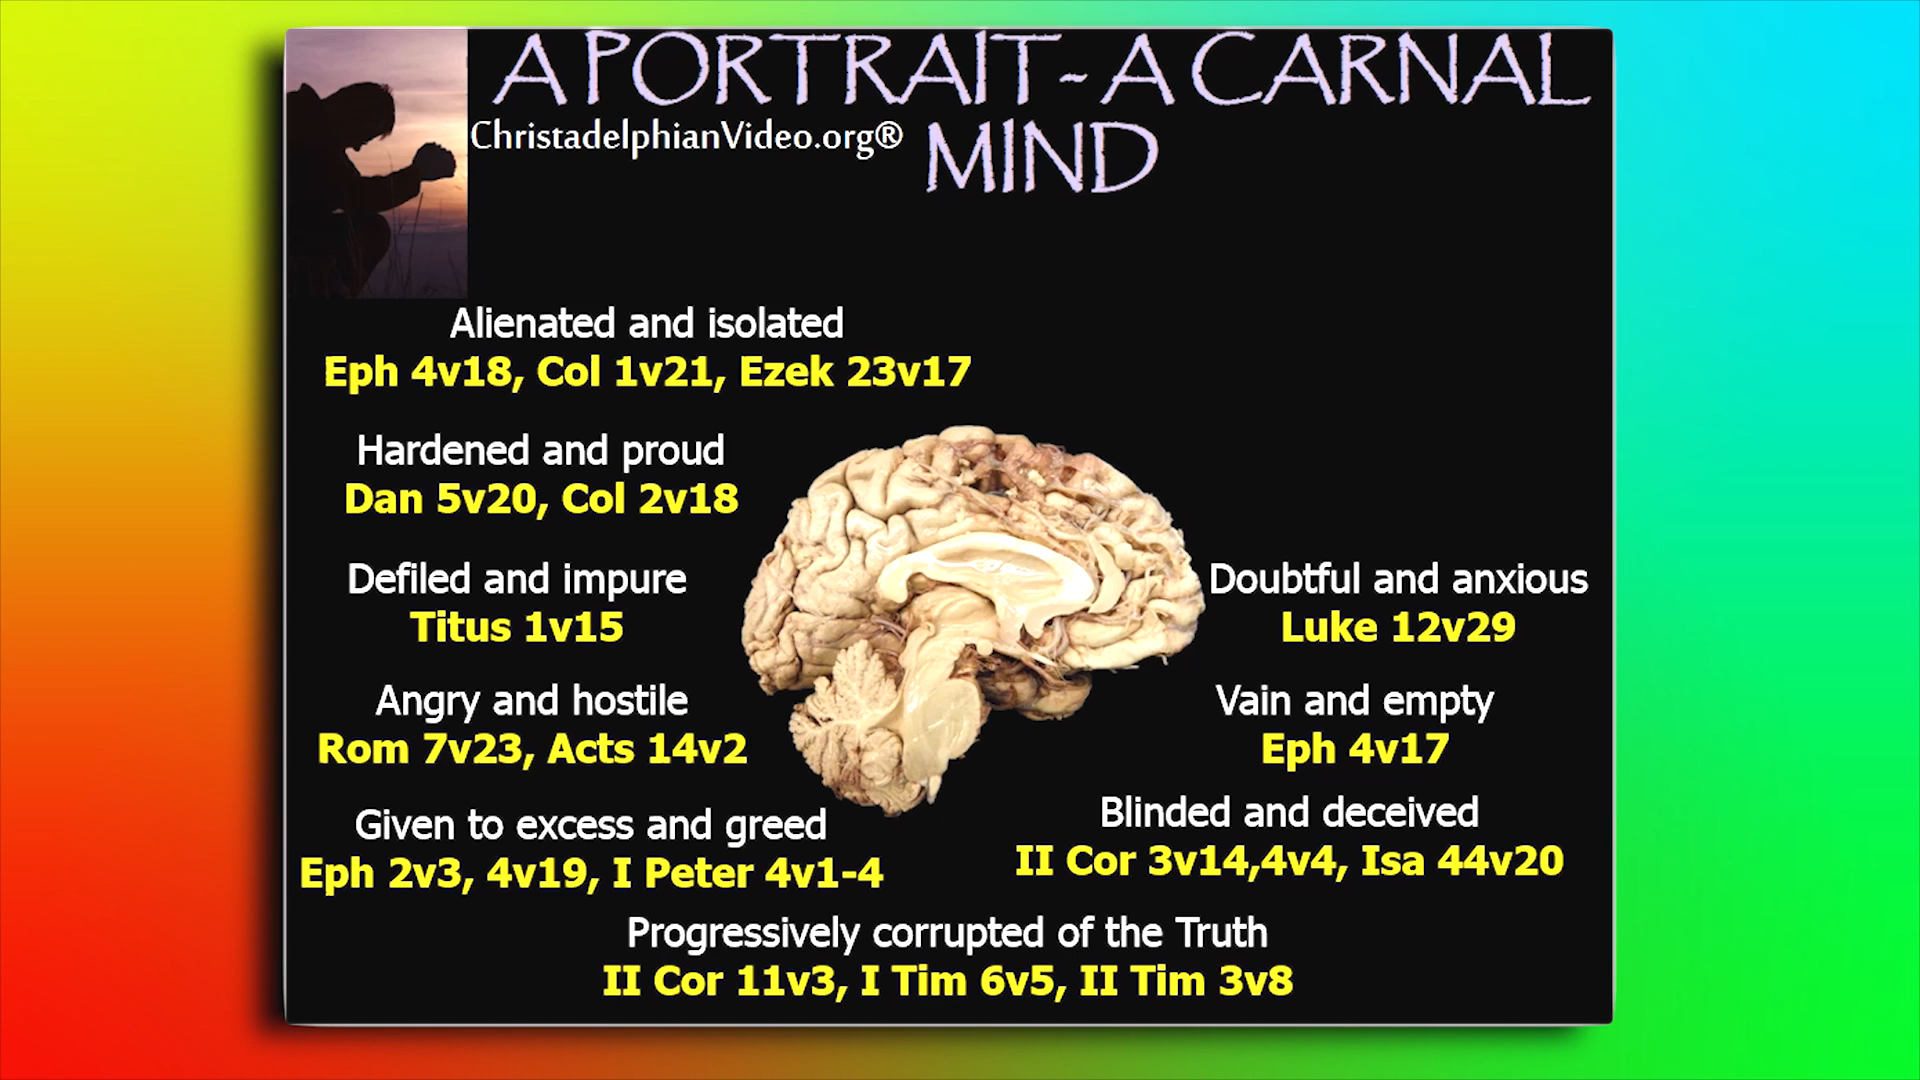 A PORTRAIT ~ A CARNAL
MIND
ChristadelphianVideo.org®
Alienated and isolated
Eph 4v18, Col 1v21, Ezek 23v17
Hardened and proud
Dan 5v20, Col 2v18
Defiled and impure
Titus 1v15
Angry and hostile
Rom 7v23, Acts 14v2
Given to excess and greed
Eph 2v3, 4v19, I Peter 4v1-4
Doubtful and anxious
Luke 12v29
Vain and empty
Eph 4v17
Blinded and deceived
II Cor 3v14,4v4, Isa 44v20
Progressively corrupted of the Truth
II Cor 11v3, I Tim 6v5, II Tim 3v8